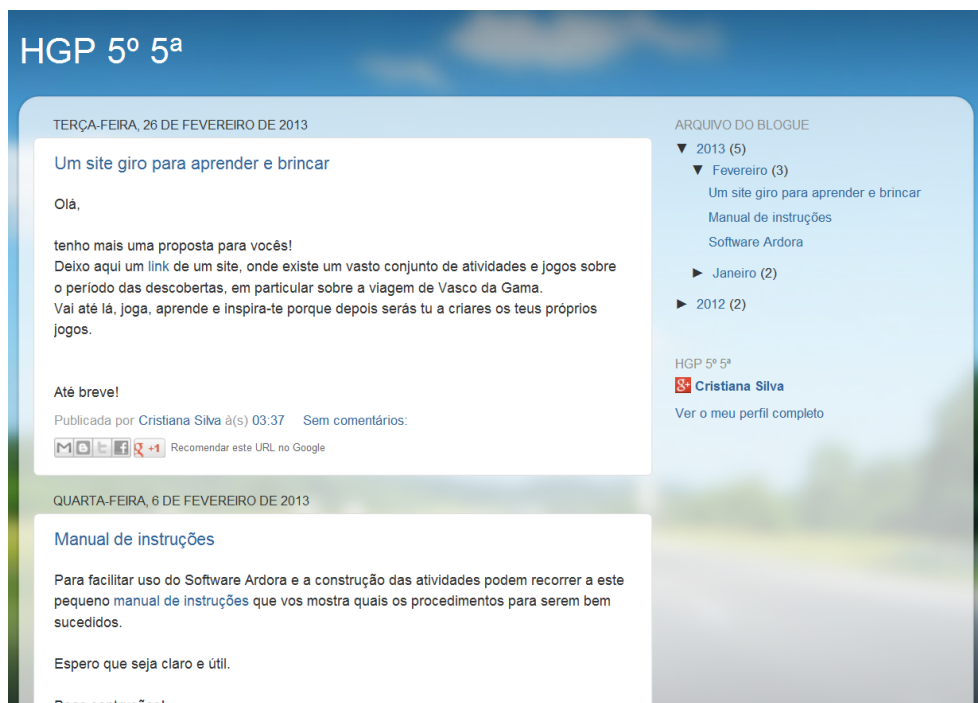 HGP 5º 5ª
TERÇA-FEIRA, 26 DE FEVEREIRO DE 2013
Um site giro para aprender e brincar
Olá,
tenho mais uma proposta para vocês!
Deixo aqui um link de um site, onde existe um vasto conjunto de atividades e jogos sobre
o período das descobertas, em particular sobre a viagem de Vasco da Gama.
Vai até lá, joga, aprende e inspira-te porque depois serás tu a criares os teus próprios
jogos.
Até breve!
Publicada por Cristiana Silva à(s) 03:37 Sem comentários:
g +1 Recomendar este URL no Google
QUARTA-FEIRA, 6 DE FEVEREIRO DE 2013
Manual de instruções
Para facilitar uso do Software Ardora e a construção das atividades podem recorrer a este
pequeno manual de instruções que vos mostra quais os procedimentos para serem bem
sucedidos.
Espero que seja claro e útil.
ARQUIVO DO BLOGUE
▼ 2013 (5)
▼ Fevereiro (3)
Um site giro para aprender e brincar
Manual de instruções
Software Ardora
► Janeiro (2)
► 2012 (2)
HGP 5º 5ª
Cristiana Silva
Ver o meu perfil completo